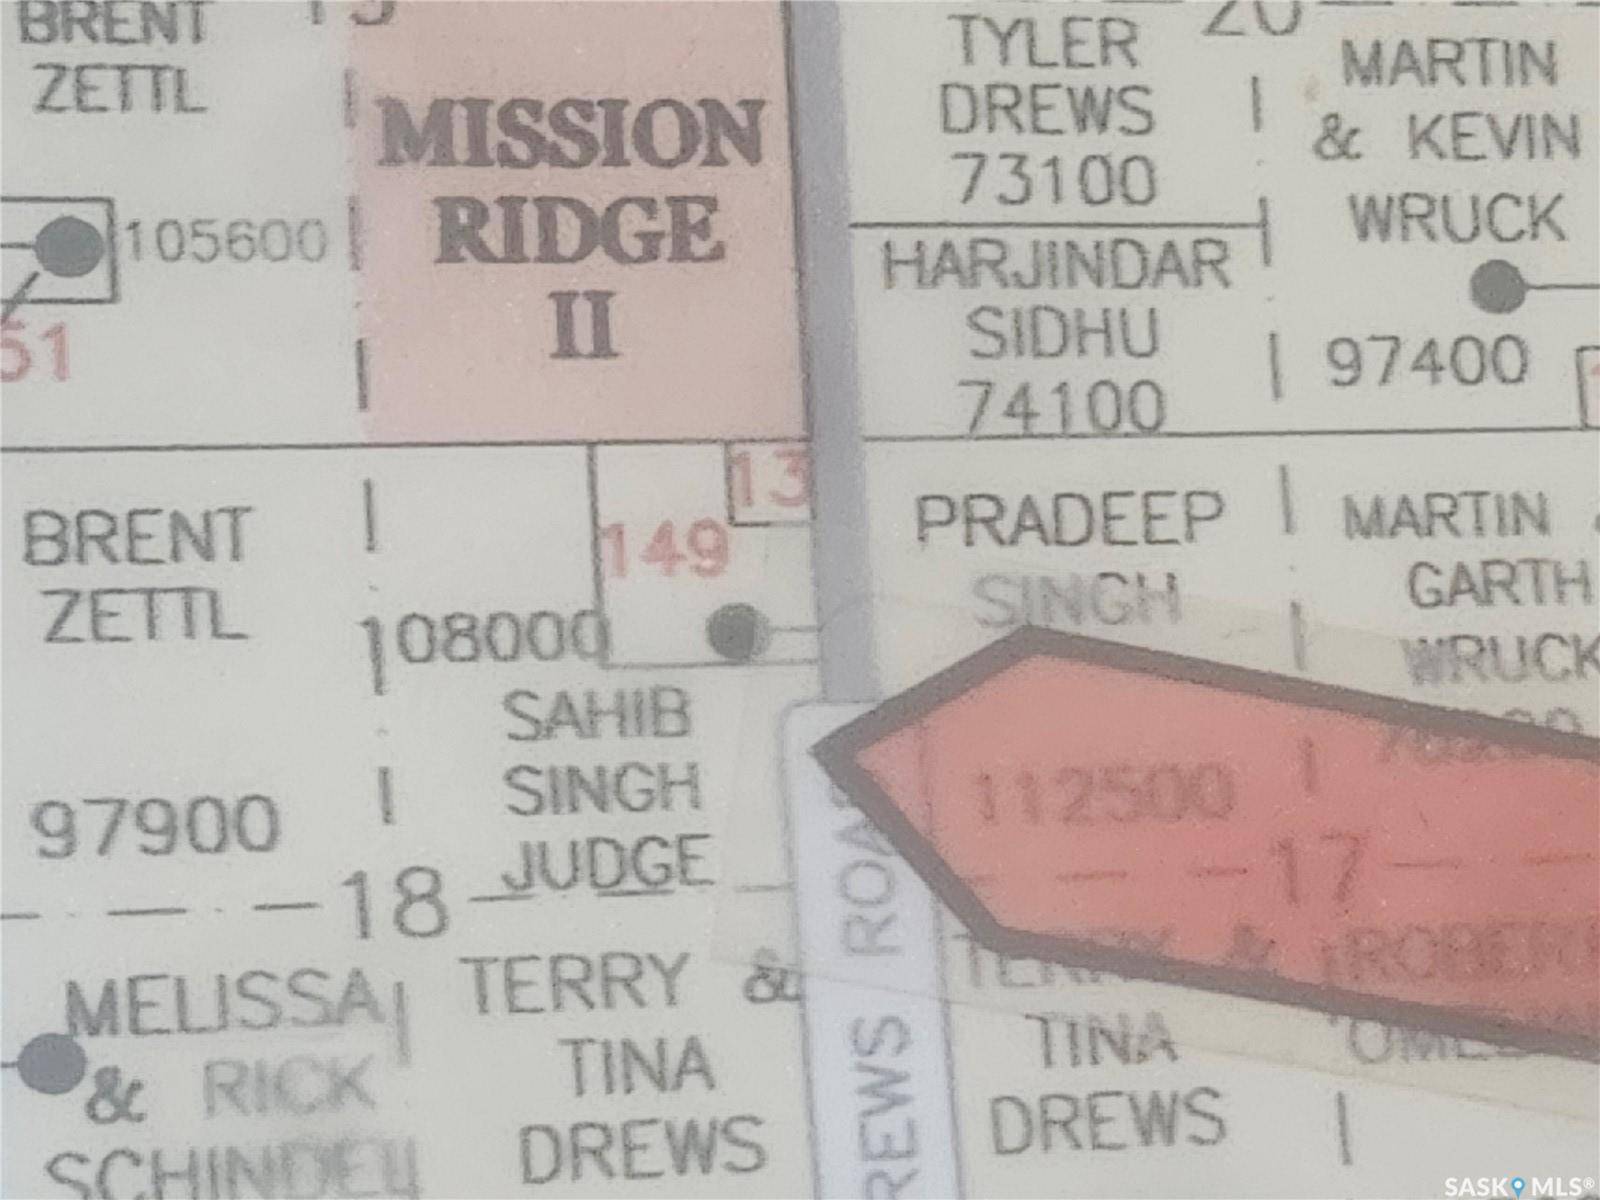 BRENT
ZETTL
MISSION
RIDGE
II
105600
51
TYLER
DREWS
73100
20
MARTIN
& KEVIN
WRUCK
97400
HARJINDAR
SIDHU
74100
BRENT
ZETTL
97900
13
149
108000
SAHIB
SINGH
JUDGE
18
PRADEEP
SINGH
112500
17
MARTIN
GARTH
WRUCK
MELISSA
& RICK
TERRY &
TINA
DREWS
TERRY &
TINA
DREWS
SASK MLS®